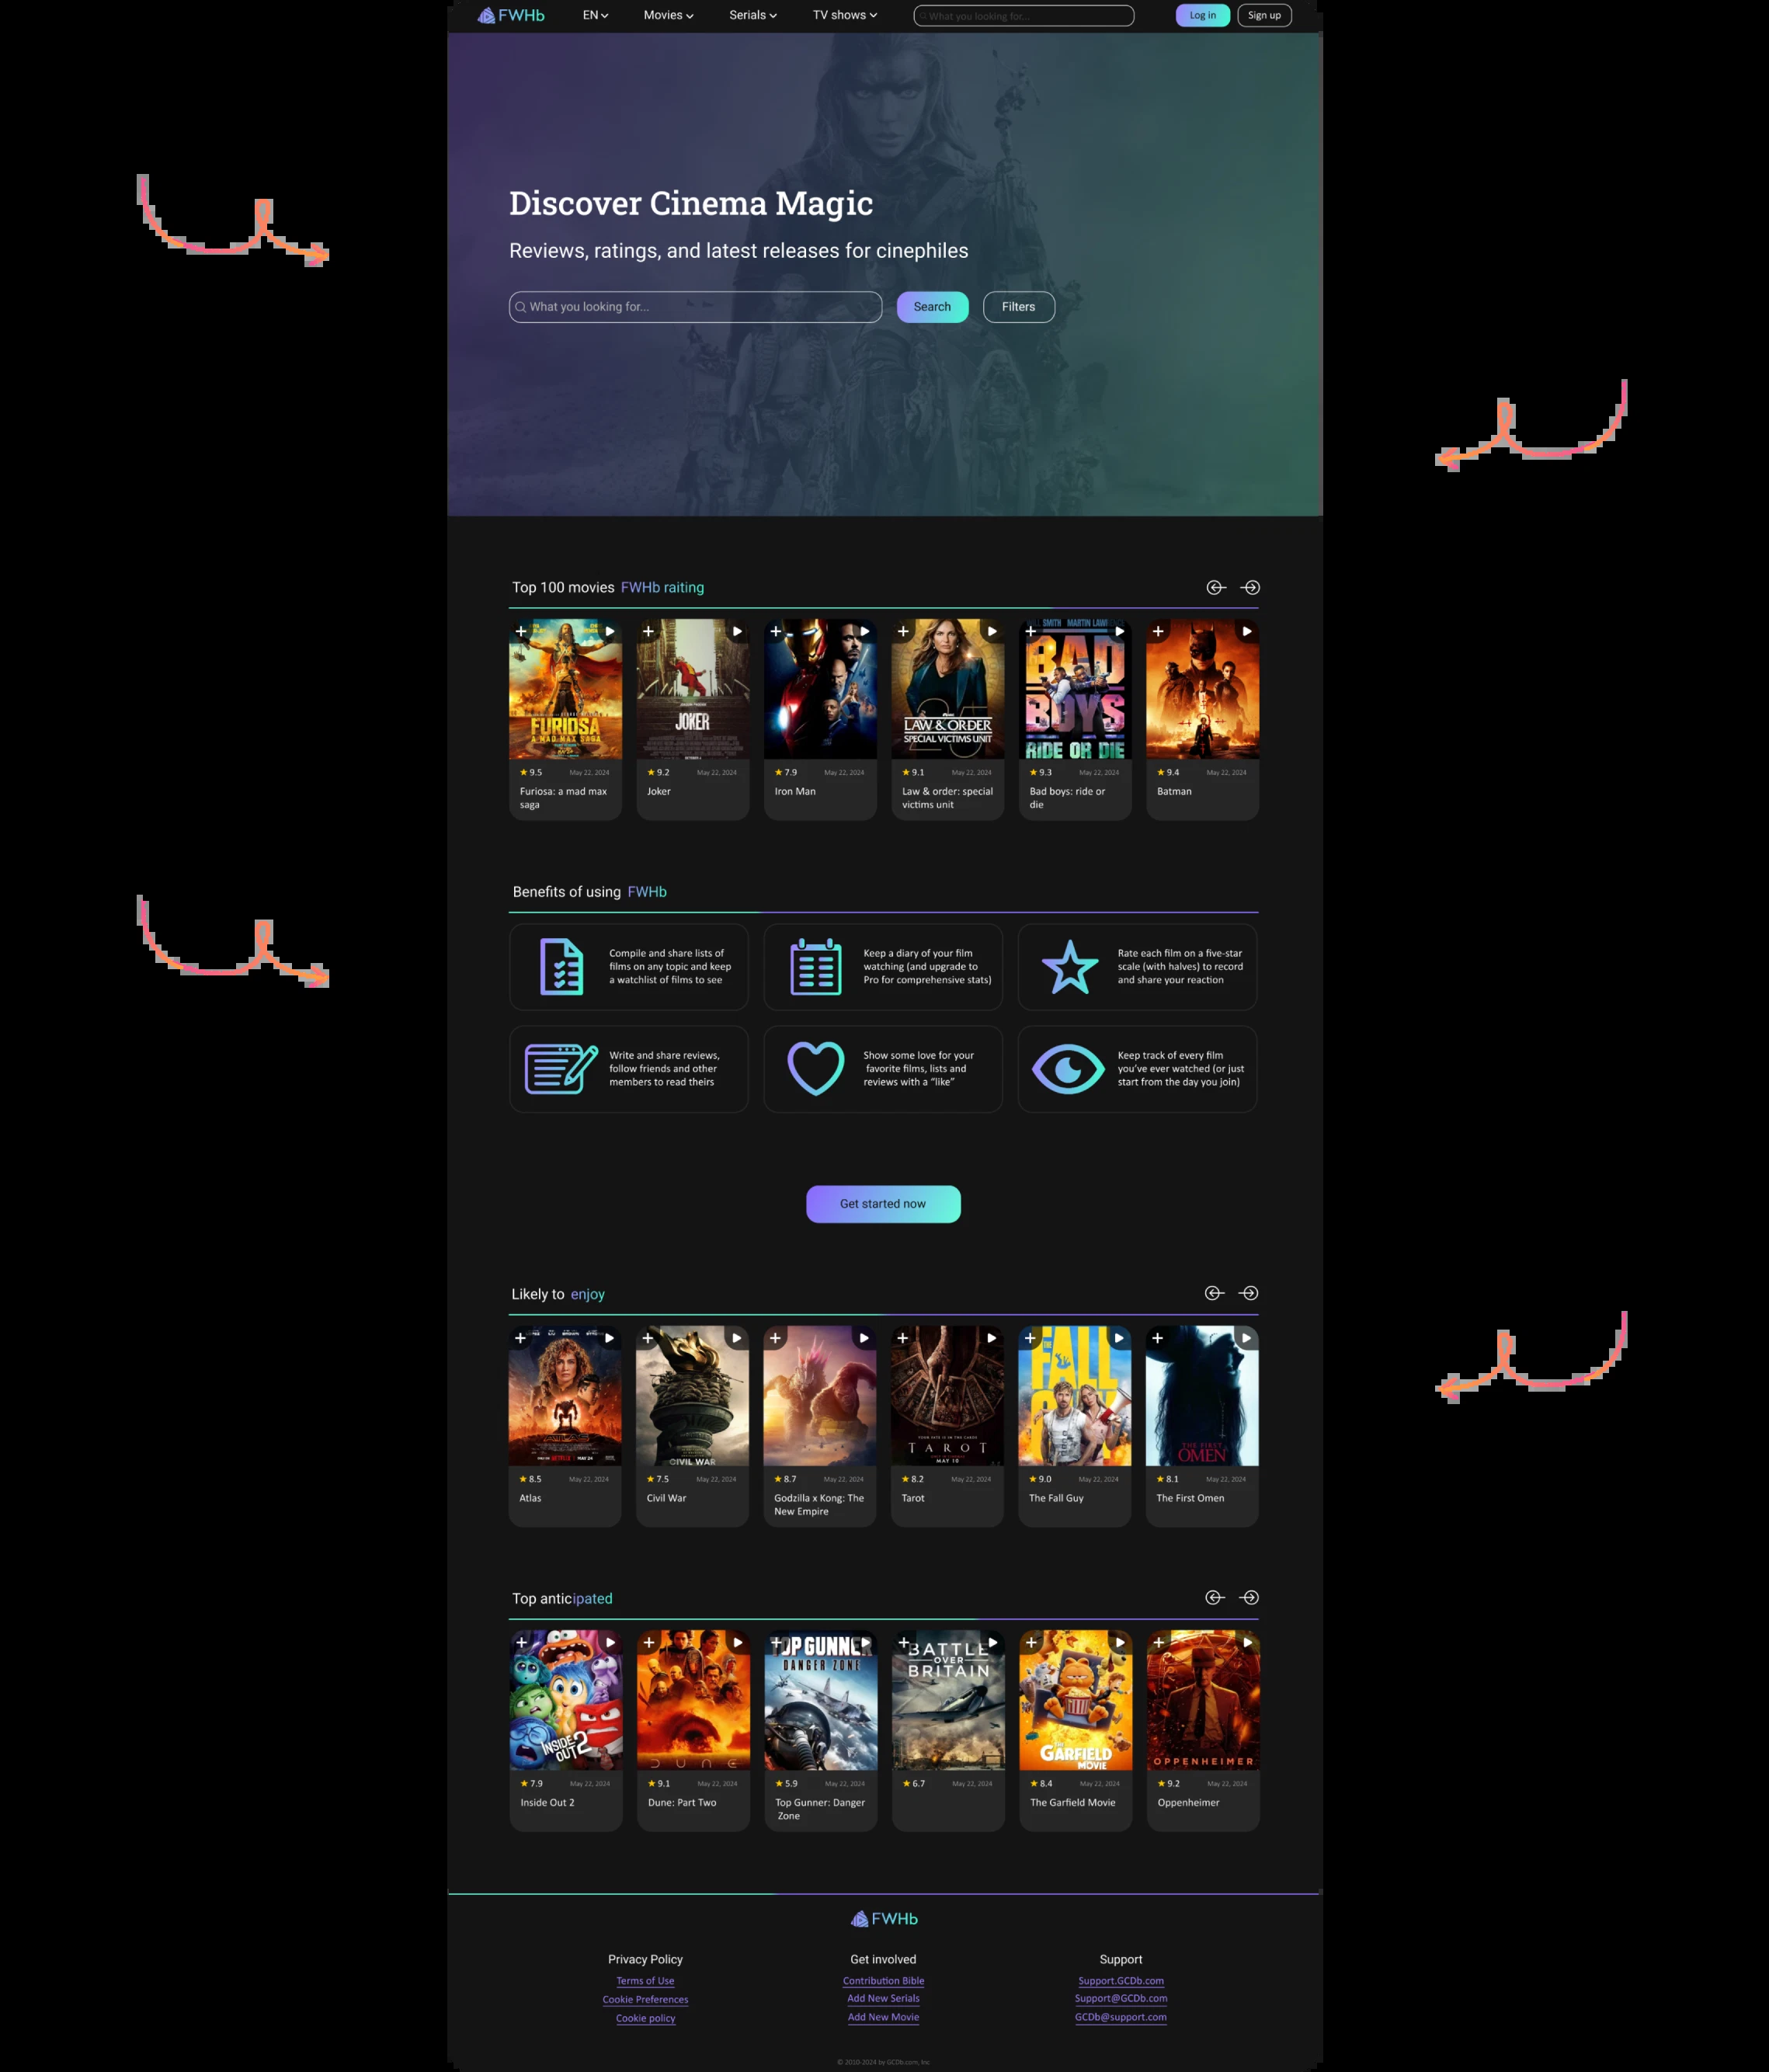 FWHb
EN
Movies
Serials
TV shows
What you looking for...
Log in
Sign up
Discover Cinema Magic
Reviews, ratings, and latest releases for cinephiles
What you looking for...
Search
Filters
Top 100 movies FWHb raiting
FURIOSA
A MAD MAX SAGA
JOKER
LAW & ORDER
SPECIAL VICTIMS UNIT
25
LL SMITH MARTIN LAW
BAD
BOYS
RIDE OR DIE
9.5 May 22, 2024
Furiosa: a mad max
saga
9.2 May 22, 2024
Joker
7.9 May 22, 2024
Iron Man
9.1 May 22, 2024
Law & order: special
victims unit
9.3 May 22, 2024
Bad boys: ride or
die
9.4 May 22, 2024
Batman
Benefits of using FWHb
Compile and share lists of
films on any topic and keep
a watchlist of films to see
Keep a diary of your film
watching (and upgrade to
Pro for comprehensive stats)
Rate each film on a five-star
scale (with halves) to record
and share your reaction
Write and share reviews,
follow friends and other
members to read theirs
Show some love for your
favorite films, lists and
reviews with a “like”
Keep track of every film
you’ve ever watched (or just
start from the day you join)
Get started now
Likely to enjoy
ATLAS
NETFLIX MAY 24
CIVIL WAR
YOUR FATE IS IN THE CARDS
TAROT
MAY 10
THE FALL
THE FIRST
OMEN
8.5 May 22, 2024
Atlas
7.5 May 22, 2024
Civil War
8.7 May 22, 2024
Godzilla x Kong: The
New Empire
8.2 May 22, 2024
Tarot
9.0 May 22, 2024
The Fall Guy
8.1 May 22, 2024
The First Omen
Top anticipated
INSIDE
OUT 2
DUNE
TOP GUNNER
DANGER ZONE
BATTLE
OVER
BRITAIN
THE
GARFIELD
MOVIE
OPPENHEIMER
7.9 May 22, 2024
Inside Out 2
9.1 May 22, 2024
Dune: Part Two
5.9 May 22, 2024
Top Gunner: Danger
Zone
6.7 May 22, 2024
8.4 May 22, 2024
The Garfield Movie
9.2 May 22, 2024
Oppenheimer
FWHb
Privacy Policy
Terms of Use
Cookie Preferences
Cookie policy
Get involved
Contribution Bible
Add New Serials
Add New Movie
Support
Support.GCDb.com
Support@GCDb.com
GCDb@support.com
© 2010-2024 by GCDb.com, Inc